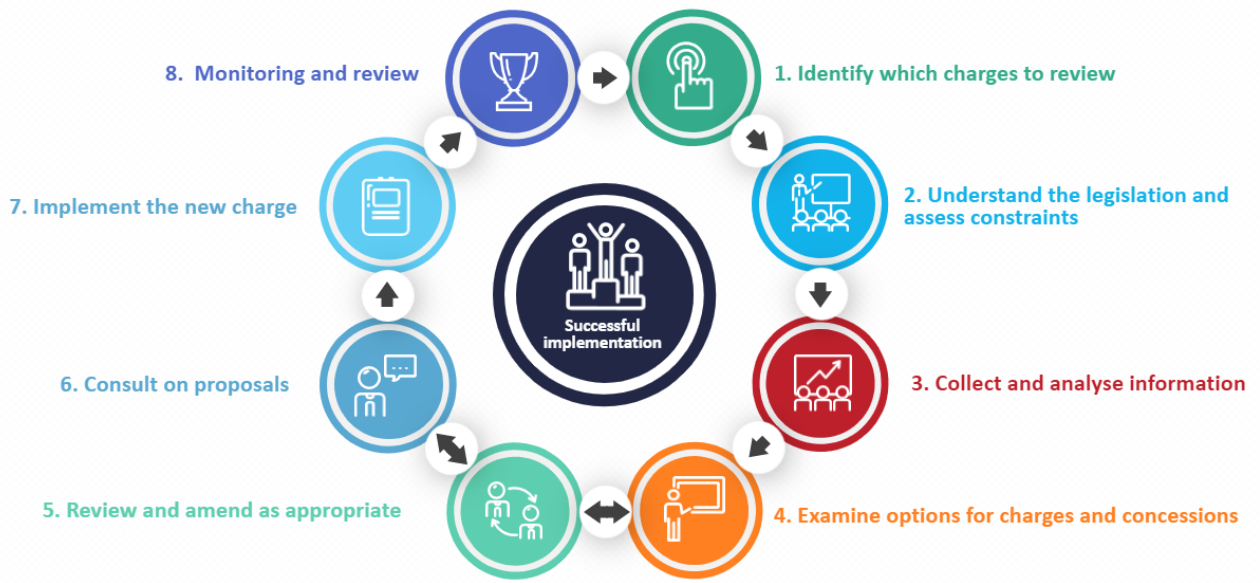 8.  Monitoring and review
1. Identify which charges to review
7. Implement the new charge
2. Understand the legislation and
assess constraints
Successful
implementation
6. Consult on proposals
3. Collect and analyse information
5. Review and amend as appropriate
4. Examine options for charges and concessions